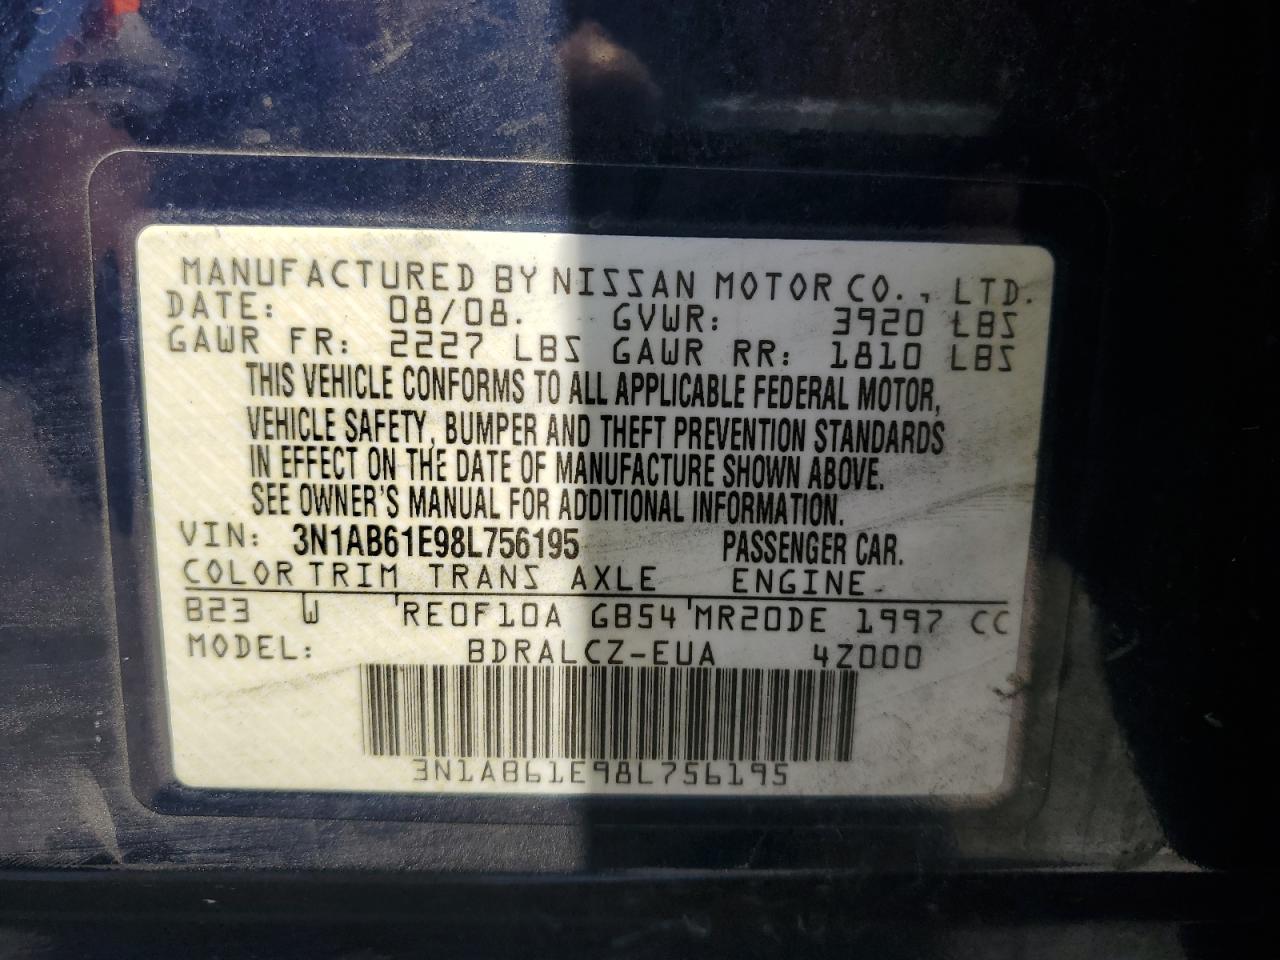 MANUFACTURED BY NISSAN MOTOR CO., LTD.
DATE: 08/08. GVWR: 3920 LBS
GAWR FR: 2227 LBS GAWR RR: 1810 LBS
THIS VEHICLE CONFORMS TO ALL APPLICABLE FEDERAL MOTOR,
VEHICLE SAFETY, BUMPER AND THEFT PREVENTION STANDARDS
IN EFFECT ON THE DATE OF MANUFACTURE SHOWN ABOVE.
SEE OWNER'S MANUAL FOR ADDITIONAL INFORMATION.
VIN: 3N1AB61E98L756195 PASSENGER CAR.
COLOR TRIM TRANS AXLE ENGINE
B23 W RE0F10A GB54 MR20DE 1997 CC
MODEL: BDRALCZ-EUA 4Z000
3N1AB61E98L756195